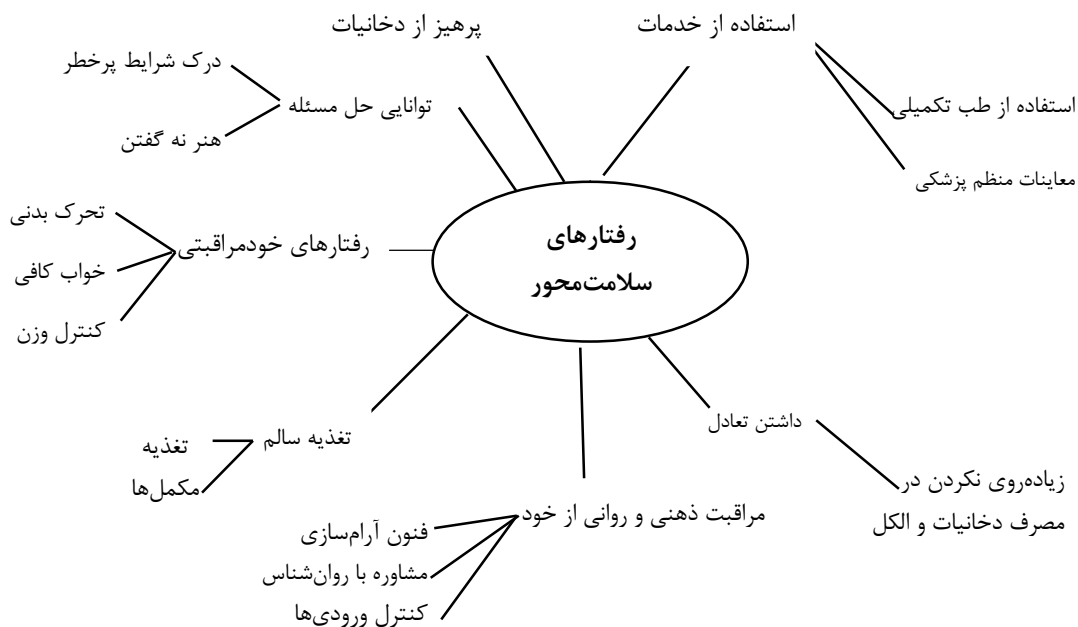 استفاده از خدمات
پرهیز از دخانیات
درک شرایط پرخطر
توانایی حل مسئله
هنر نه گفتن
استفاده از طب تکمیلی
معاینات منظم پزشکی
رفتارهای
سلامت‌محور
رفتارهای خودمراقبتی
تحرک بدنی
خواب کافی
کنترل وزن
داشتن تعادل
زیاده‌روی نکردن در
مصرف دخانیات و الکل
تغذیه سالم
تغذیه
مکمل‌ها
مراقبت ذهنی و روانی از خود
فنون آرام‌سازی
مشاوره با روان‌شناس
کنترل ورودی‌ها